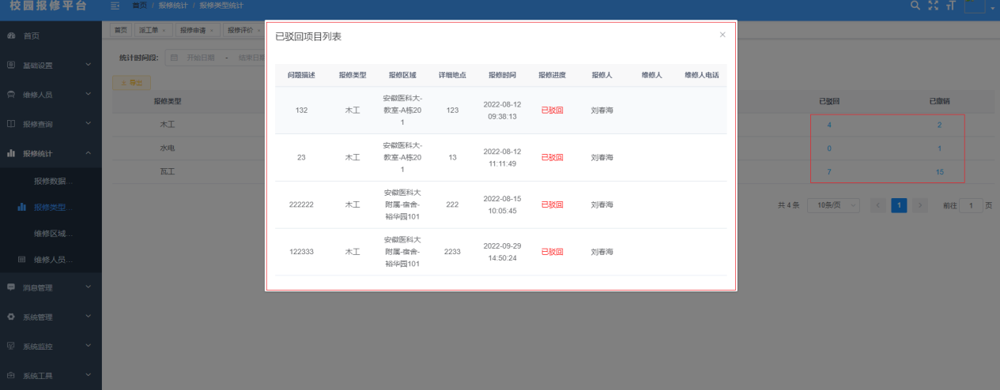 校园报修平台
首页 / 报修统计 / 报修类型统计
首页
基础设置
维修人员
报修查询
报修统计
报修数据...
报修类型...
维修区域...
维修人员...
消息管理
系统管理
系统监控
系统工具
首页 派工单 × 报修申请 × 报修评价 ×
统计时间段: 开始日期 - 结束日期
导出
报修类型 已驳回 已撤销
木工 4 2
水电 0 1
瓦工 7 15
共 4 条 10条/页 < 1 > 前往 1 页
已驳回项目列表 ×
问题描述 报修类型 报修区域 详细地点 报修时间 报修进度 报修人 维修人 维修人电话
132 木工 安徽医科大-教室-A栋201 123 2022-08-12 09:38:13 已驳回 刘春海
23 木工 安徽医科大-教室-A栋201 13 2022-08-12 11:11:49 已驳回 刘春海
222222 木工 安徽医科大附属-宿舍-裕华园101 222 2022-08-15 10:05:45 已驳回 刘春海
122333 木工 安徽医科大附属-宿舍-裕华园101 2233 2022-09-29 14:50:24 已驳回 刘春海